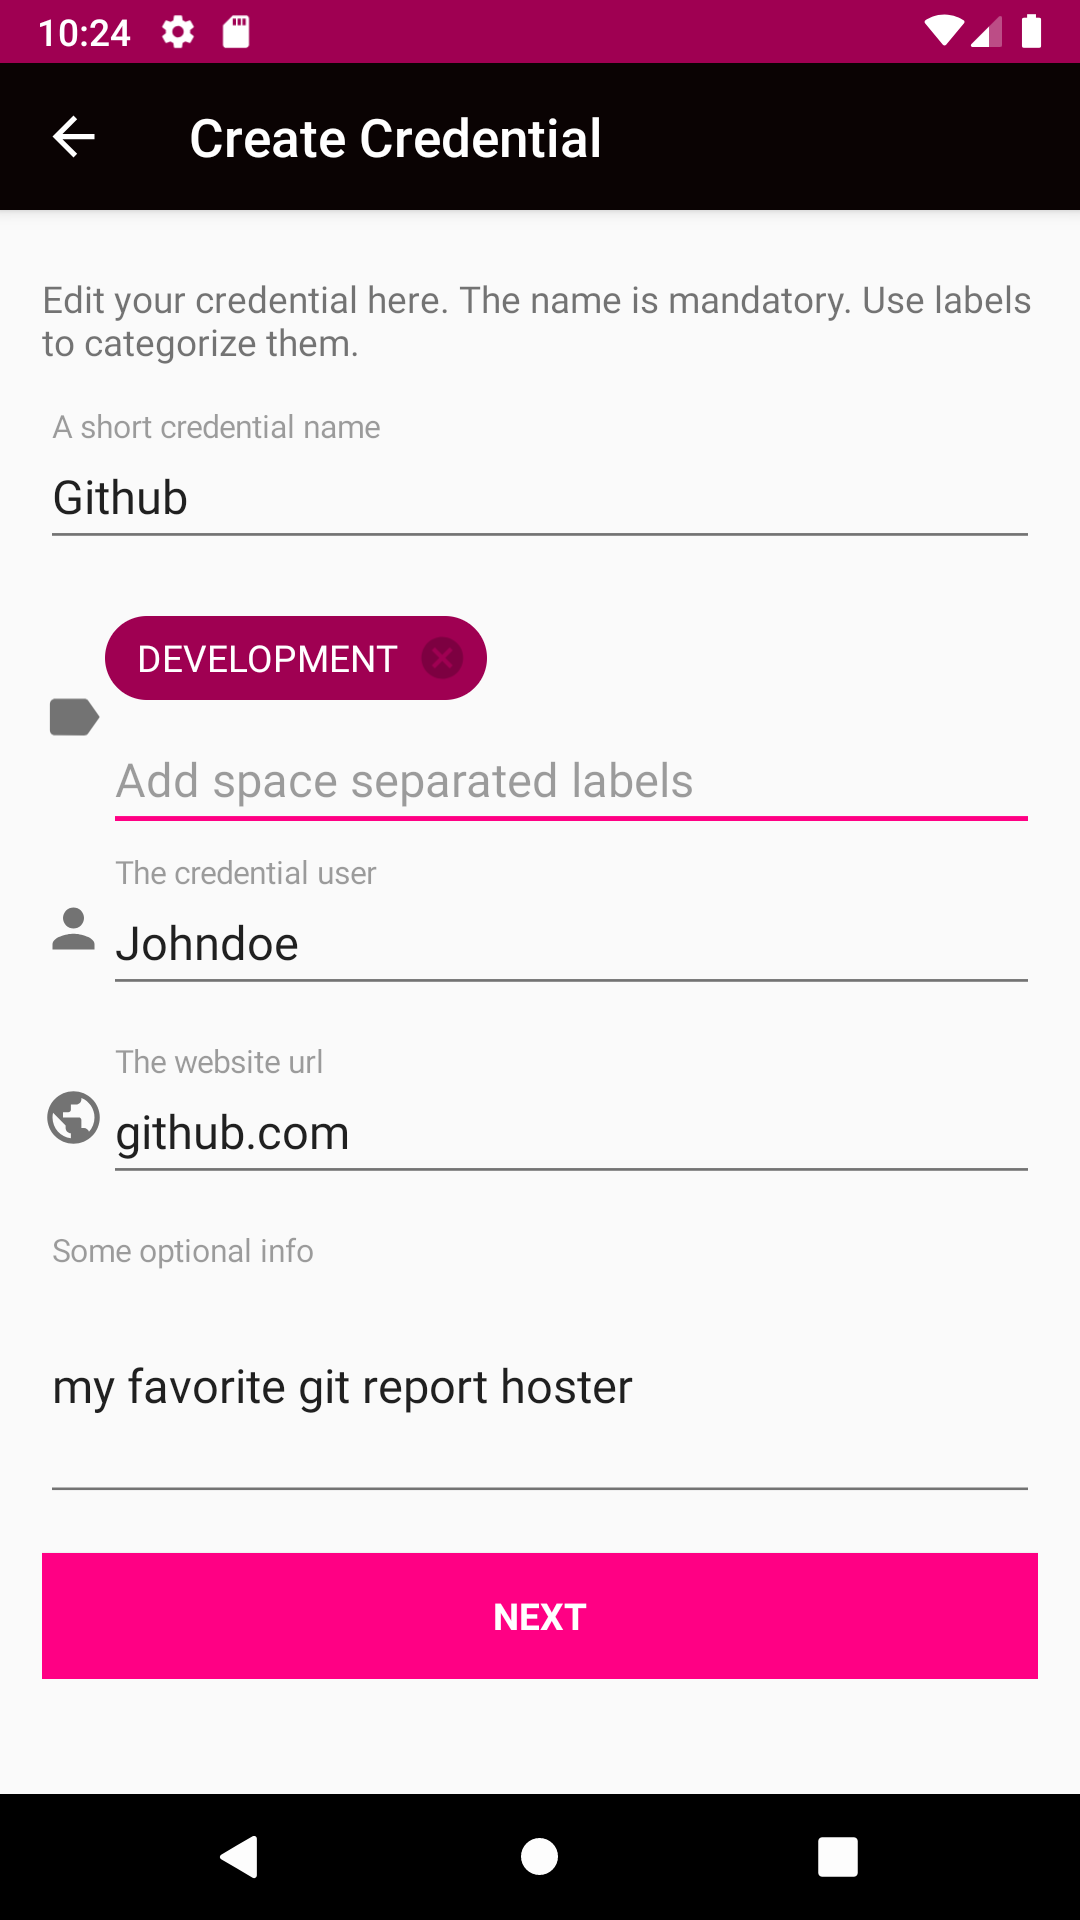 10:24
Create Credential
Edit your credential here. The name is mandatory. Use labels
to categorize them.
A short credential name
Github
DEVELOPMENT
Add space separated labels
The credential user
Johndoe
The website url
github.com
Some optional info
my favorite git report hoster
NEXT